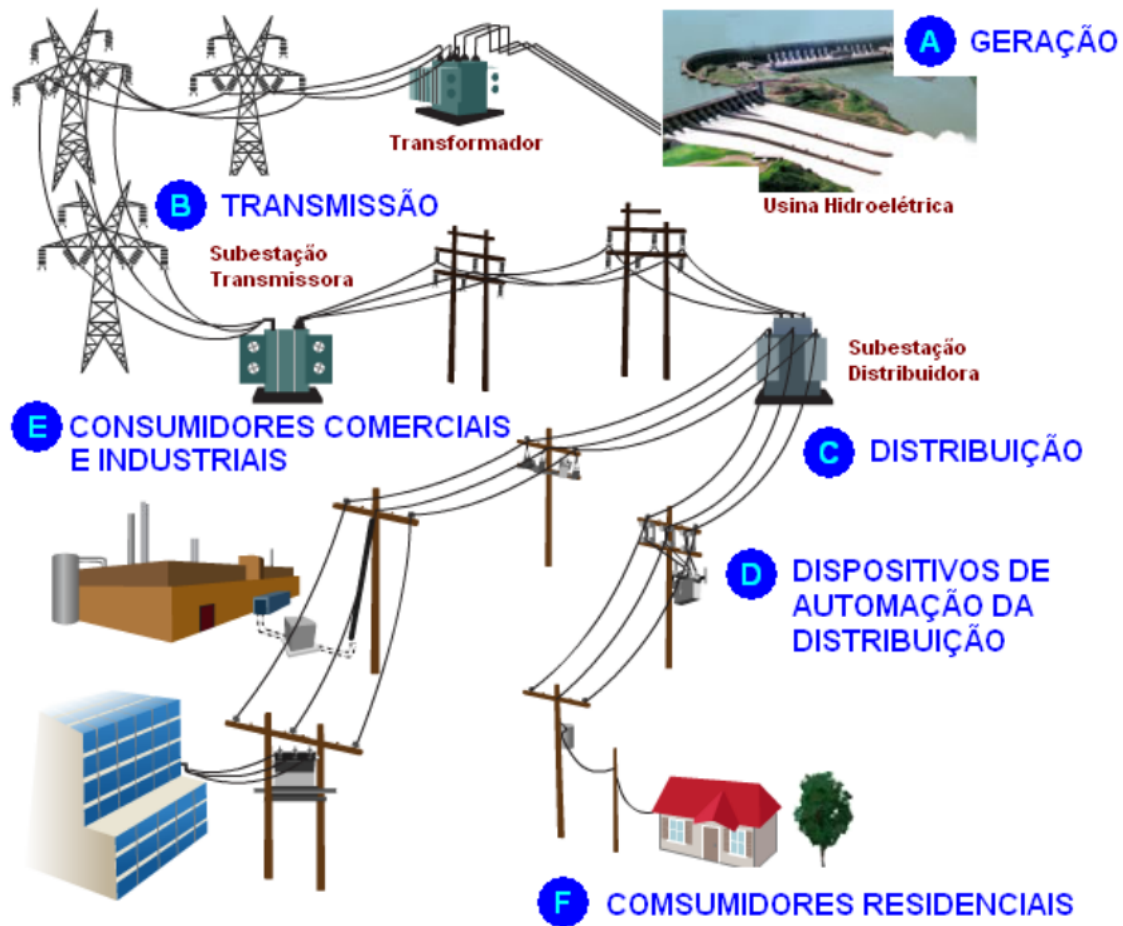 A GERAÇÃO
Transformador
Usina Hidroelétrica
B TRANSMISSÃO
Subestação
Transmissora
Subestação
Distribuidora
E CONSUMIDORES COMERCIAIS
E INDUSTRIAIS
C DISTRIBUIÇÃO
D DISPOSITIVOS DE
AUTOMAÇÃO DA
DISTRIBUIÇÃO
F COMSUMIDORES RESIDENCIAIS